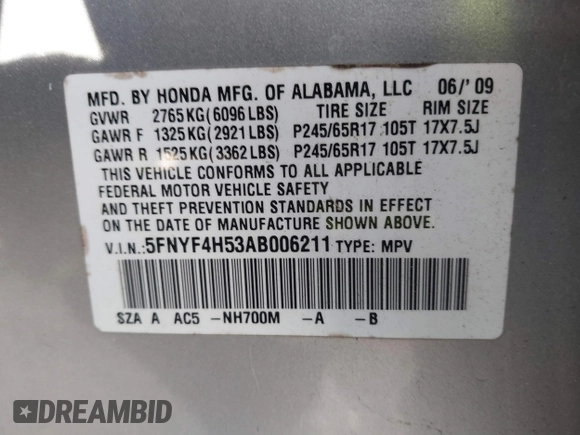 MFD. BY HONDA MFG. OF ALABAMA, LLC 06/'09
GVWR 2765KG(6096LBS) TIRE SIZE RIM SIZE
GAWR F 1325KG(2921LBS) P245/65R17 105T 17X7.5J
GAWR R 1525KG(3362LBS) P245/65R17 105T 17X7.5J
THIS VEHICLE CONFORMS TO ALL APPLICABLE
FEDERAL MOTOR VEHICLE SAFETY
AND THEFT PREVENTION STANDARDS IN EFFECT
ON THE DATE OF MANUFACTURE SHOWN ABOVE.
V.I.N.:5FNYF4H53AB006211 TYPE: MPV
SZA A AC5 -NH700M -A -B
DREAMBID